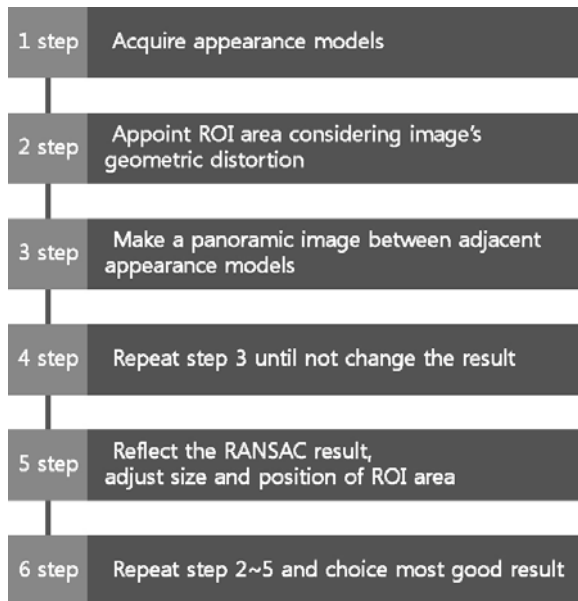 1 step Acquire appearance models
2 step Appoint ROI area considering image's
geometric distortion
3 step Make a panoramic image between adjacent
appearance models
4 step Repeat step 3 until not change the result
5 step Reflect the RANSAC result,
adjust size and position of ROI area
6 step Repeat step 2~5 and choice most good result